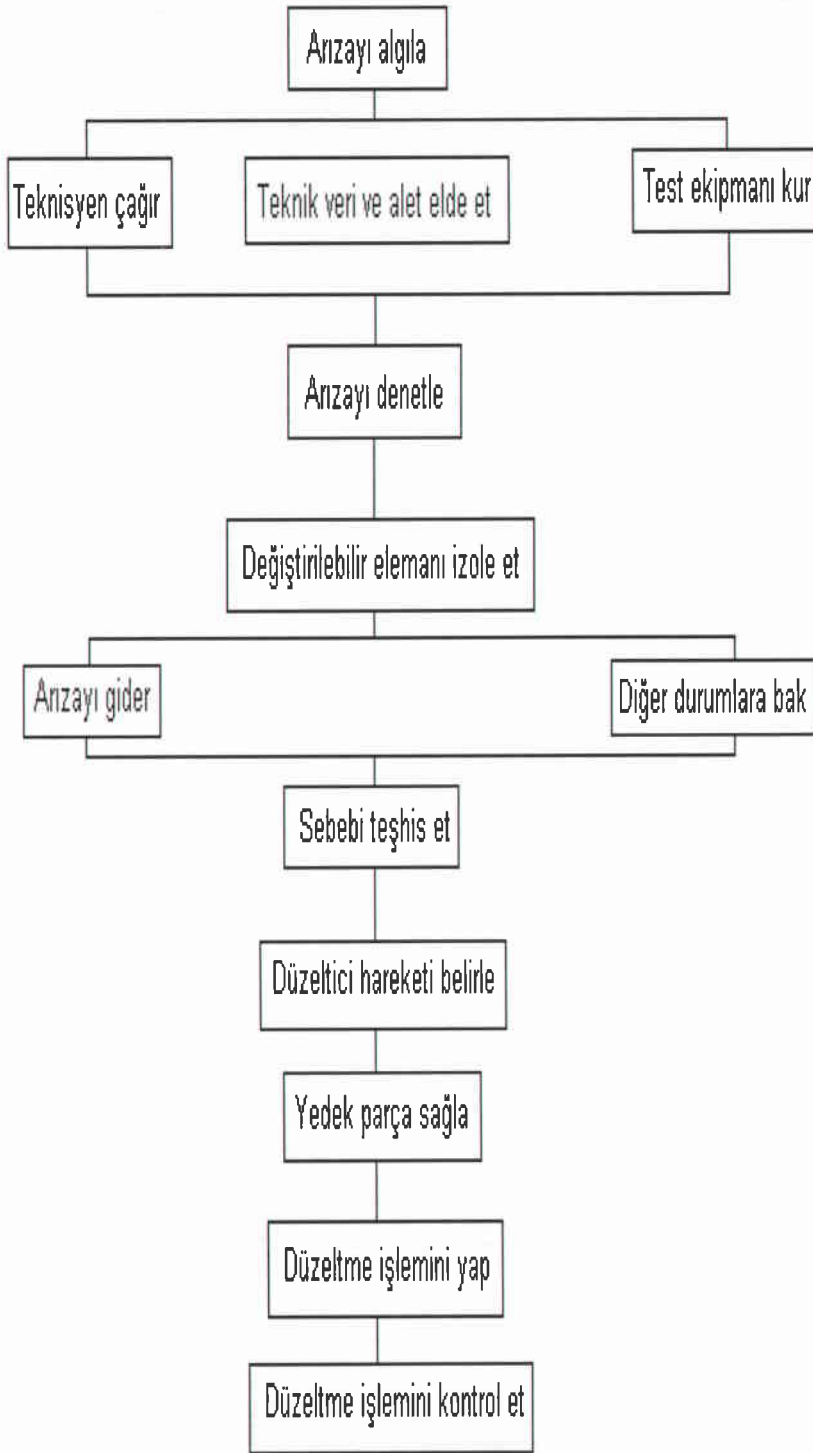 Arızayı algıla
Teknisyen çağır
Teknik veri ve alet elde et
Test ekipmanı kur
Arızayı denetle
Değiştirilebilir elemanı izole et
Arızayı gider
Diğer durumlara bak
Sebebi teşhis et
Düzeltici hareketi belirle
Yedek parça sağla
Düzeltme işlemini yap
Düzeltme işlemini kontrol et